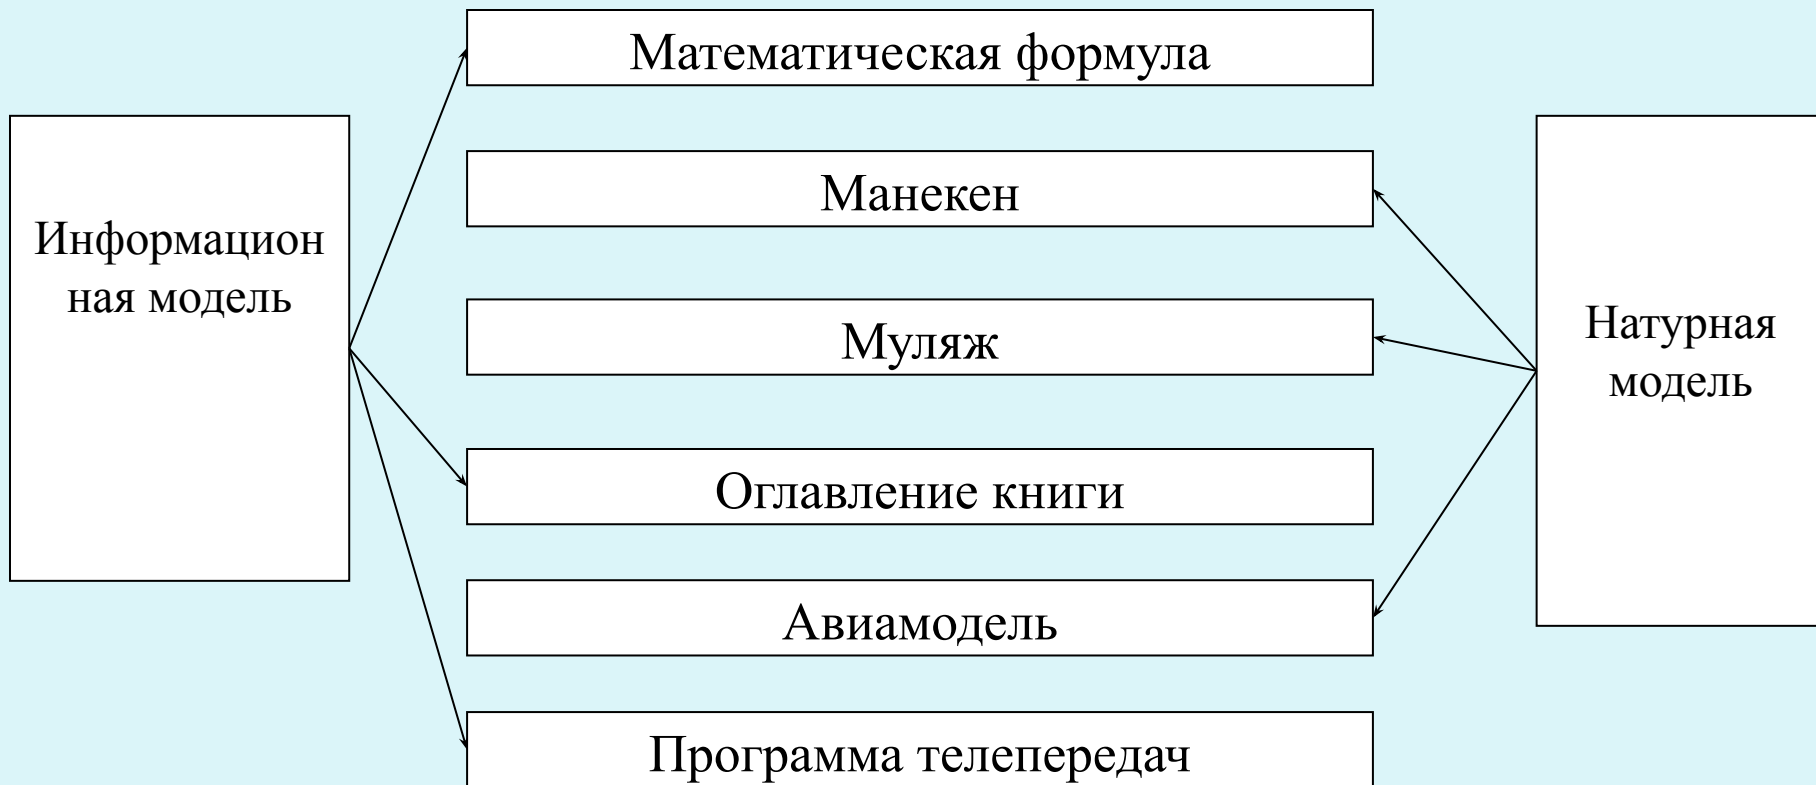 Математическая формула
Манекен
Информацион
ная модель
Муляж
Натурная
модель
Оглавление книги
Авиамодель
Программа телепередач